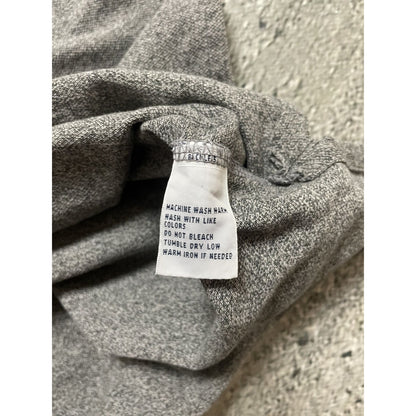 MACHINE WASH WARM
WASH WITH LIKE
COLORS
DO NOT BLEACH
TUMBLE DRY LOW
WARM IRON IF NEEDED